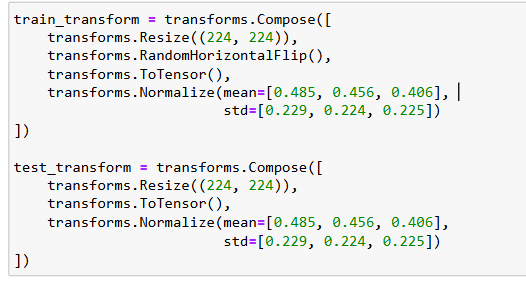 train_transform = transforms.Compose([
    transforms.Resize((224, 224)),
    transforms.RandomHorizontalFlip(),
    transforms.ToTensor(),
    transforms.Normalize(mean=[0.485, 0.456, 0.406],
                         std=[0.229, 0.224, 0.225])
])

test_transform = transforms.Compose([
    transforms.Resize((224, 224)),
    transforms.ToTensor(),
    transforms.Normalize(mean=[0.485, 0.456, 0.406],
                         std=[0.229, 0.224, 0.225])
])